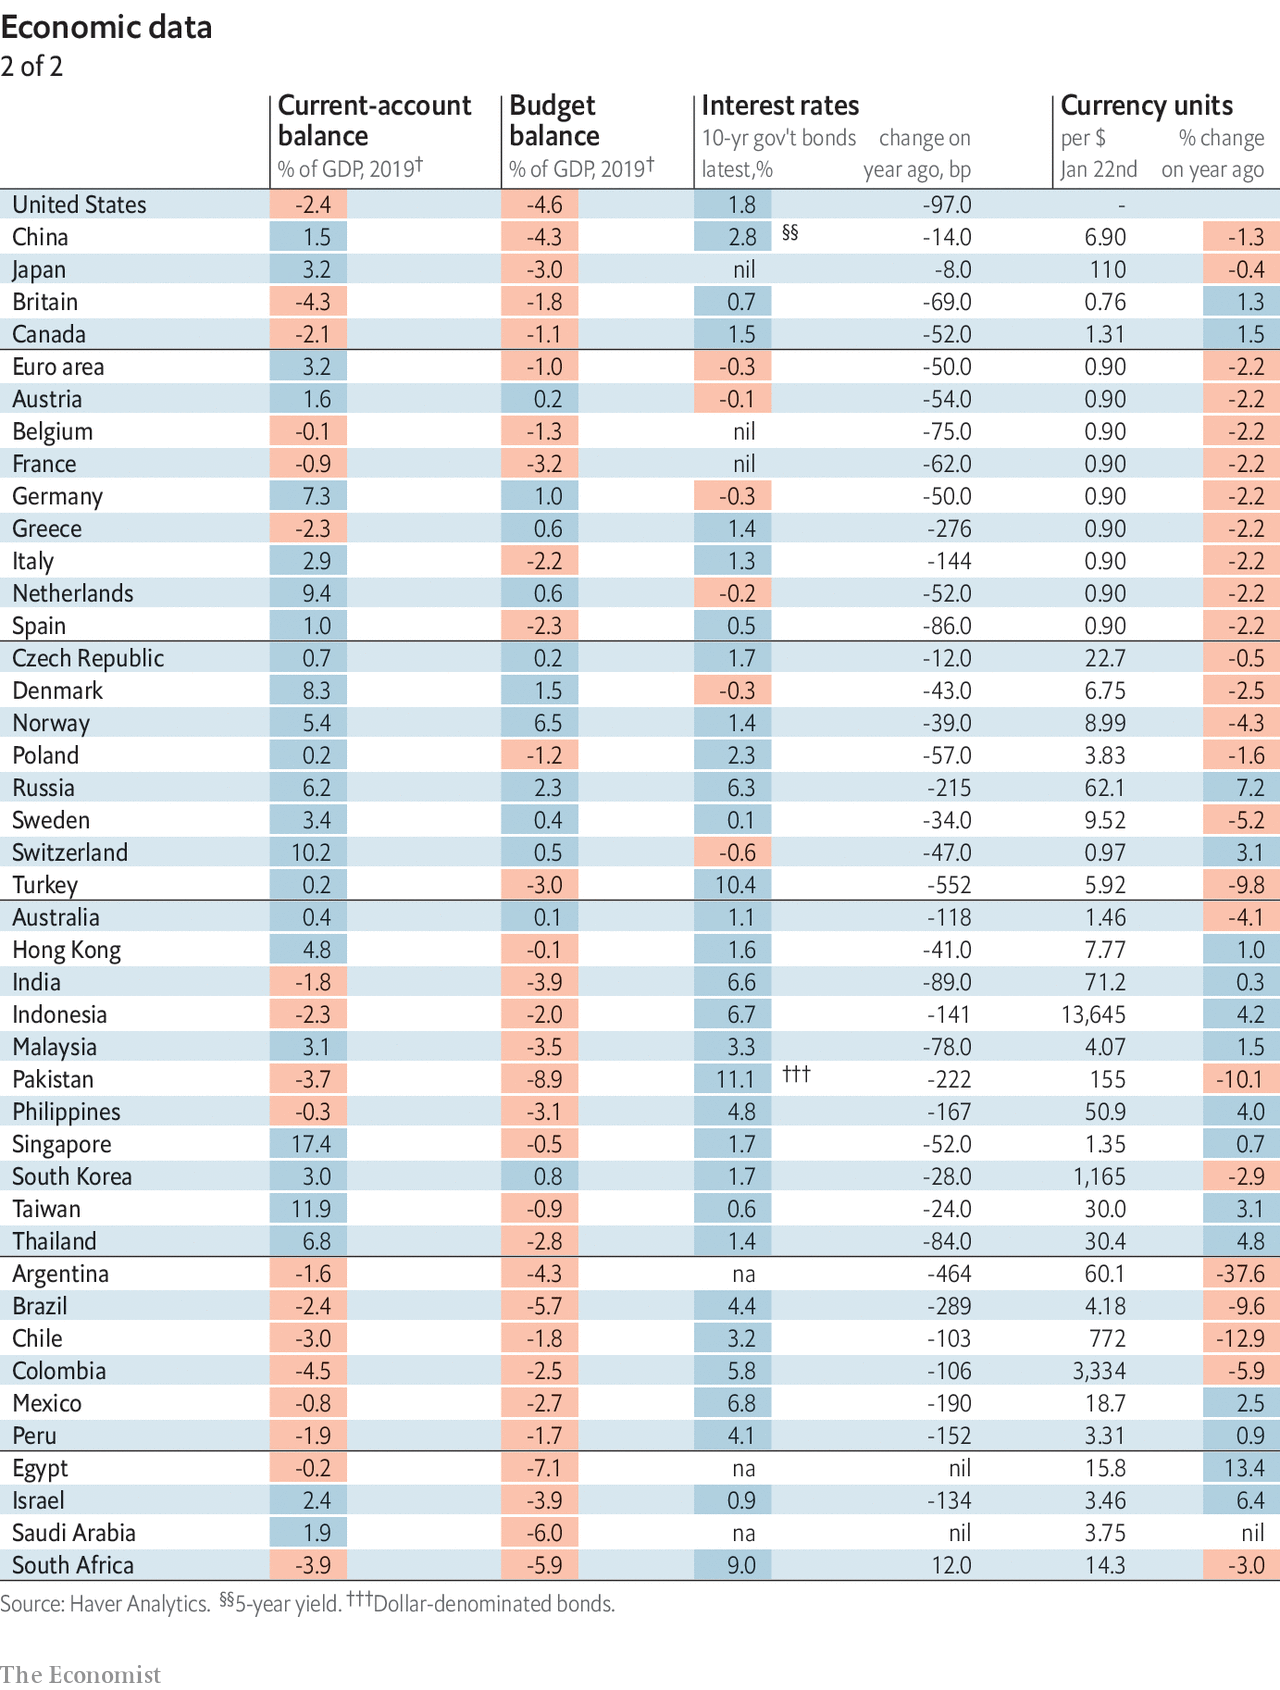 Economic data
2 of 2
Current-account balance % of GDP, 2019† Budget balance % of GDP, 2019† Interest rates 10-yr gov't bonds latest,% change on year ago, bp Currency units per $ Jan 22nd % change on year ago
United States -2.4 -4.6 1.8 -97.0 -
China 1.5 -4.3 2.8 §§ -14.0 6.90 -1.3
Japan 3.2 -3.0 nil -8.0 110 -0.4
Britain -4.3 -1.8 0.7 -69.0 0.76 1.3
Canada -2.1 -1.1 1.5 -52.0 1.31 1.5
Euro area 3.2 -1.0 -0.3 -50.0 0.90 -2.2
Austria 1.6 0.2 -0.1 -54.0 0.90 -2.2
Belgium -0.1 -1.3 nil -75.0 0.90 -2.2
France -0.9 -3.2 nil -62.0 0.90 -2.2
Germany 7.3 1.0 -0.3 -50.0 0.90 -2.2
Greece -2.3 0.6 1.4 -276 0.90 -2.2
Italy 2.9 -2.2 1.3 -144 0.90 -2.2
Netherlands 9.4 0.6 -0.2 -52.0 0.90 -2.2
Spain 1.0 -2.3 0.5 -86.0 0.90 -2.2
Czech Republic 0.7 0.2 1.7 -12.0 22.7 -0.5
Denmark 8.3 1.5 -0.3 -43.0 6.75 -2.5
Norway 5.4 6.5 1.4 -39.0 8.99 -4.3
Poland 0.2 -1.2 2.3 -57.0 3.83 -1.6
Russia 6.2 2.3 6.3 -215 62.1 7.2
Sweden 3.4 0.4 0.1 -34.0 9.52 -5.2
Switzerland 10.2 0.5 -0.6 -47.0 0.97 3.1
Turkey 0.2 -3.0 10.4 -552 5.92 -9.8
Australia 0.4 0.1 1.1 -118 1.46 -4.1
Hong Kong 4.8 -0.1 1.6 -41.0 7.77 1.0
India -1.8 -3.9 6.6 -89.0 71.2 0.3
Indonesia -2.3 -2.0 6.7 -141 13,645 4.2
Malaysia 3.1 -3.5 3.3 -78.0 4.07 1.5
Pakistan -3.7 -8.9 11.1 ††† -222 155 -10.1
Philippines -0.3 -3.1 4.8 -167 50.9 4.0
Singapore 17.4 -0.5 1.7 -52.0 1.35 0.7
South Korea 3.0 0.8 1.7 -28.0 1,165 -2.9
Taiwan 11.9 -0.9 0.6 -24.0 30.0 3.1
Thailand 6.8 -2.8 1.4 -84.0 30.4 4.8
Argentina -1.6 -4.3 na -464 60.1 -37.6
Brazil -2.4 -5.7 4.4 -289 4.18 -9.6
Chile -3.0 -1.8 3.2 -103 772 -12.9
Colombia -4.5 -2.5 5.8 -106 3,334 -5.9
Mexico -0.8 -2.7 6.8 -190 18.7 2.5
Peru -1.9 -1.7 4.1 -152 3.31 0.9
Egypt -0.2 -7.1 na nil 15.8 13.4
Israel 2.4 -3.9 0.9 -134 3.46 6.4
Saudi Arabia 1.9 -6.0 na nil 3.75 nil
South Africa -3.9 -5.9 9.0 12.0 14.3 -3.0
Source: Haver Analytics. §§5-year yield. †††Dollar-denominated bonds.
The Economist